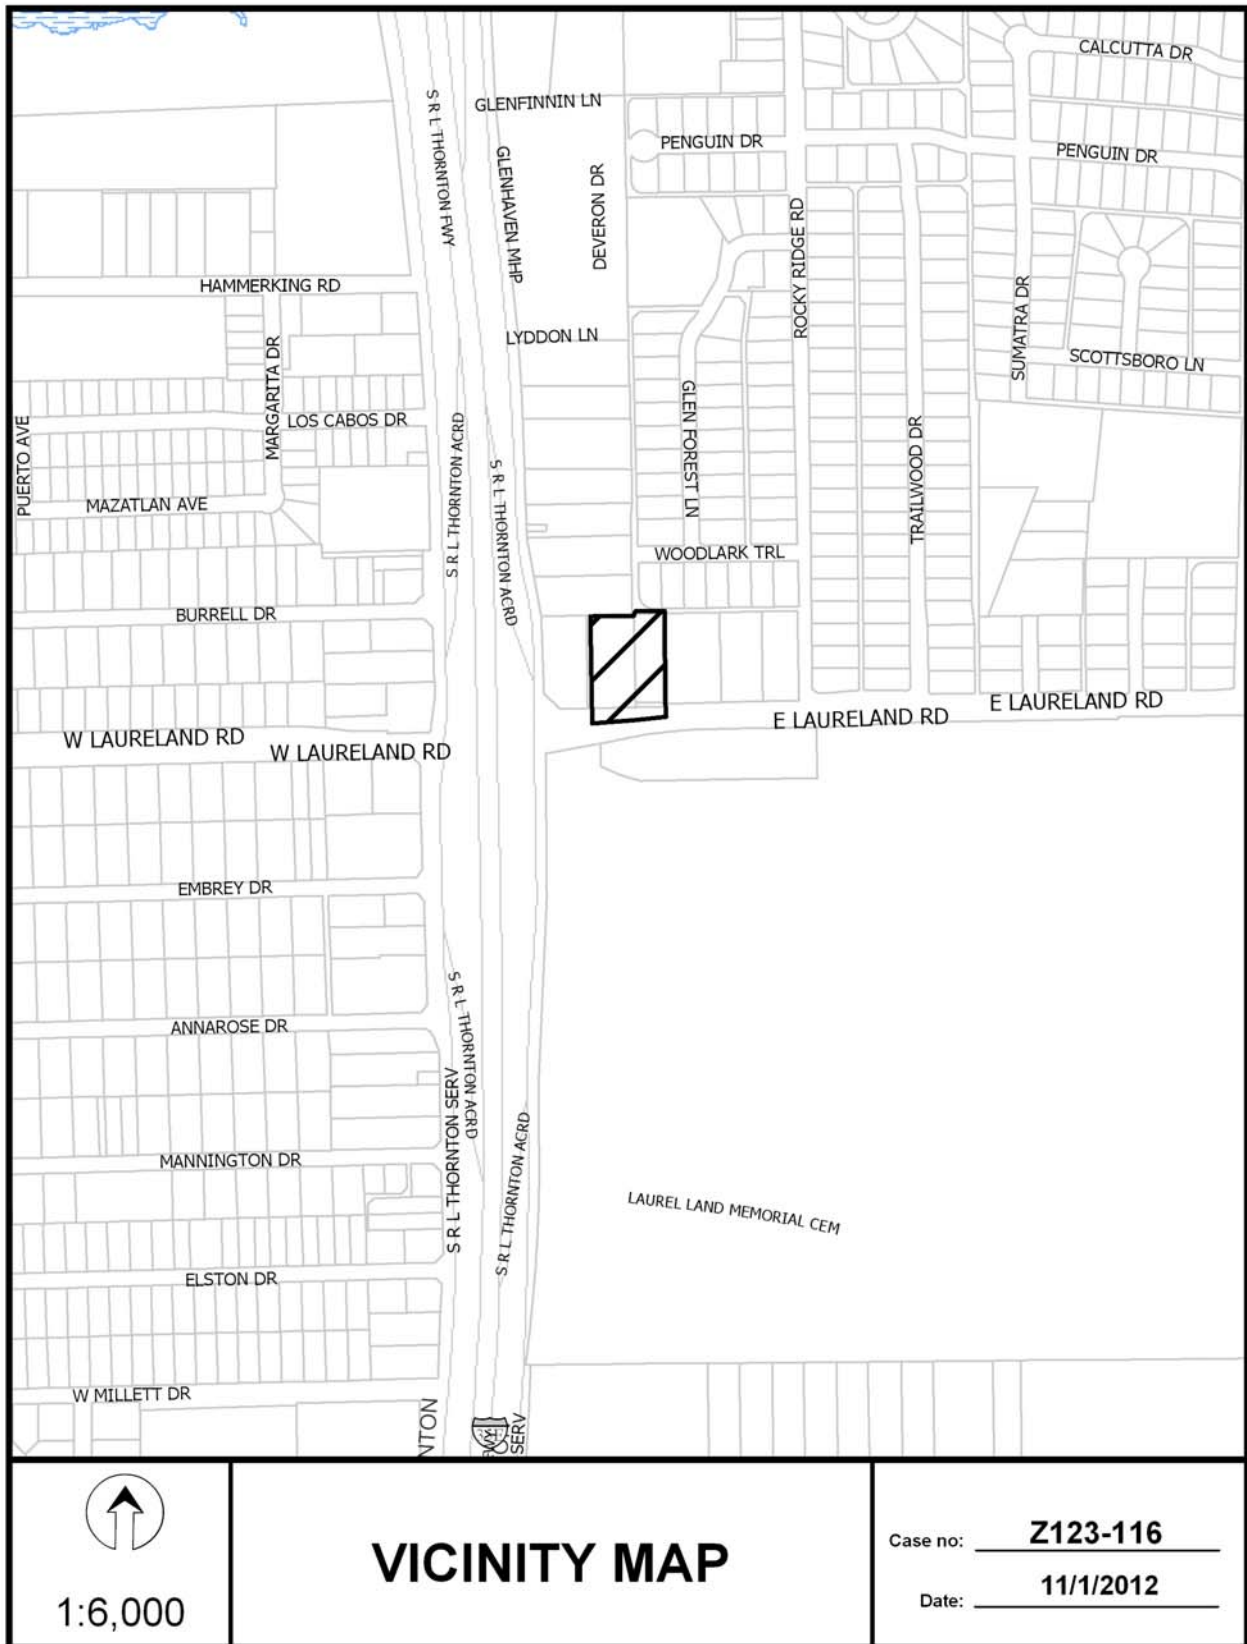 CALCUTTA DR
GLENFINNIN LN
S R L THORNTON FWY
PENGUIN DR
PENGUIN DR
GLENHAVEN MHP
DEVERON DR
ROCKY RIDGE RD
HAMMERKING RD
SUMATRA DR
LYDDON LN
MARGARITA DR
SCOTTSBORO LN
GLEN FOREST LN
LOS CABOS DR
PUERTO AVE
S R L THORNTON ACRD
TRAILWOOD DR
MAZATLAN AVE
S R L THORNTON ACRD
WOODLARK TRL
BURRELL DR
E LAURELAND RD
E LAURELAND RD
W LAURELAND RD
W LAURELAND RD
EMBREY DR
S R L THORNTON ACRD
ANNAROSE DR
S R L THORNTON SERV
S R L THORNTON ACRD
MANNINGTON DR
LAUREL LAND MEMORIAL CEM
ELSTON DR
W MILLETT DR
NTON
SERV
1:6,000
VICINITY MAP
Case no: Z123-116
Date: 11/1/2012